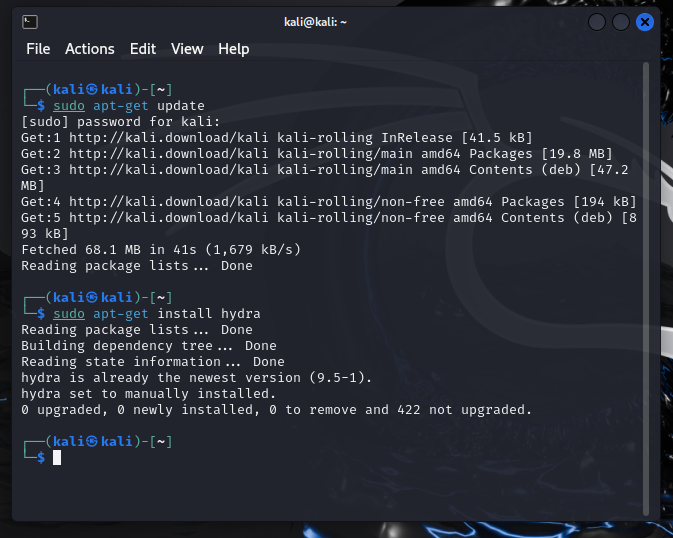 kali@kali: ~
File Actions Edit View Help
┌──(kali㉿kali)-[~]
└─$ sudo apt-get update
[sudo] password for kali:
Get:1 http://kali.download/kali kali-rolling InRelease [41.5 kB]
Get:2 http://kali.download/kali kali-rolling/main amd64 Packages [19.8 MB]
Get:3 http://kali.download/kali kali-rolling/main amd64 Contents (deb) [47.2
MB]
Get:4 http://kali.download/kali kali-rolling/non-free amd64 Packages [194 kB]
Get:5 http://kali.download/kali kali-rolling/non-free amd64 Contents (deb) [8
93 kB]
Fetched 68.1 MB in 41s (1,679 kB/s)
Reading package lists... Done
┌──(kali㉿kali)-[~]
└─$ sudo apt-get install hydra
Reading package lists... Done
Building dependency tree... Done
Reading state information... Done
hydra is already the newest version (9.5-1).
hydra set to manually installed.
0 upgraded, 0 newly installed, 0 to remove and 422 not upgraded.
┌──(kali㉿kali)-[~]
└─$